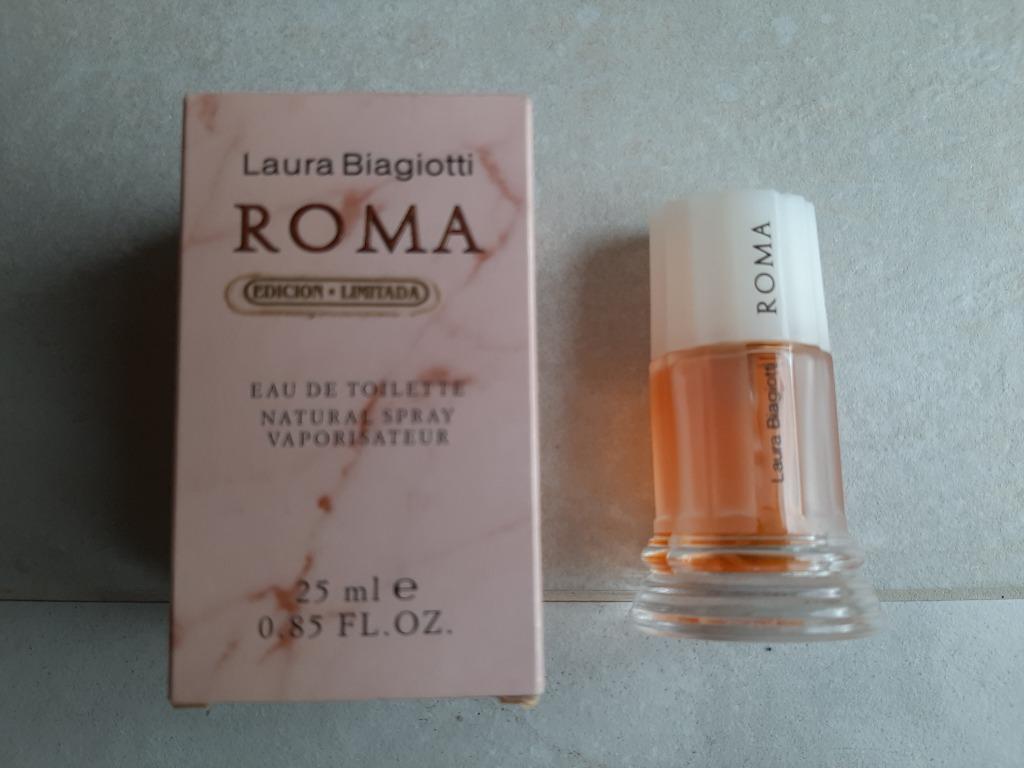 Laura Biagiotti
ROMA
EDICION • LIMITADA
EAU DE TOILETTE
NATURAL SPRAY
VAPORISATEUR
25 ml e
0.85 FL.OZ.
ROMA
Laura Biagiotti